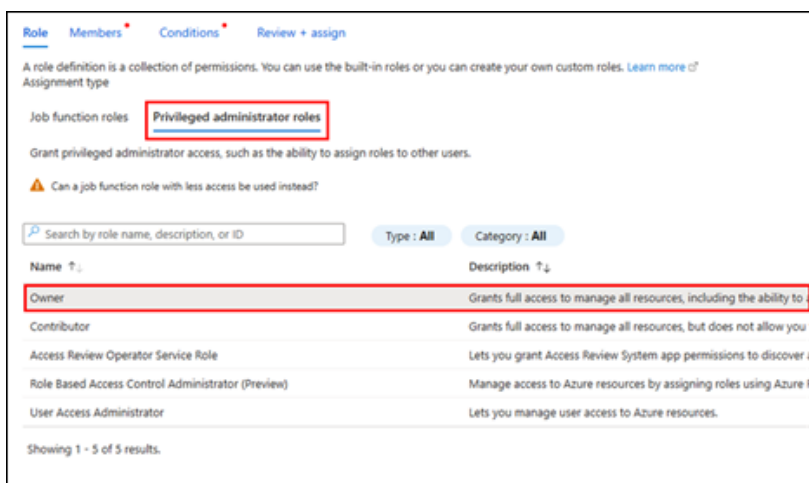 Role Members Conditions Review + assign
A role definition is a collection of permissions. You can use the built-in roles or you can create your own custom roles. Learn more
Assignment type
Job function roles Privileged administrator roles
Grant privileged administrator access, such as the ability to assign roles to other users.
Can a job function role with less access be used instead?
Search by role name, description, or ID Type : All Category : All
Name ↑↓ Description ↑↓
Owner Grants full access to manage all resources, including the ability to
Contributor Grants full access to manage all resources, but does not allow you
Access Review Operator Service Role Lets you grant Access Review System app permissions to discover
Role Based Access Control Administrator (Preview) Manage access to Azure resources by assigning roles using Azure
User Access Administrator Lets you manage user access to Azure resources.
Showing 1 - 5 of 5 results.